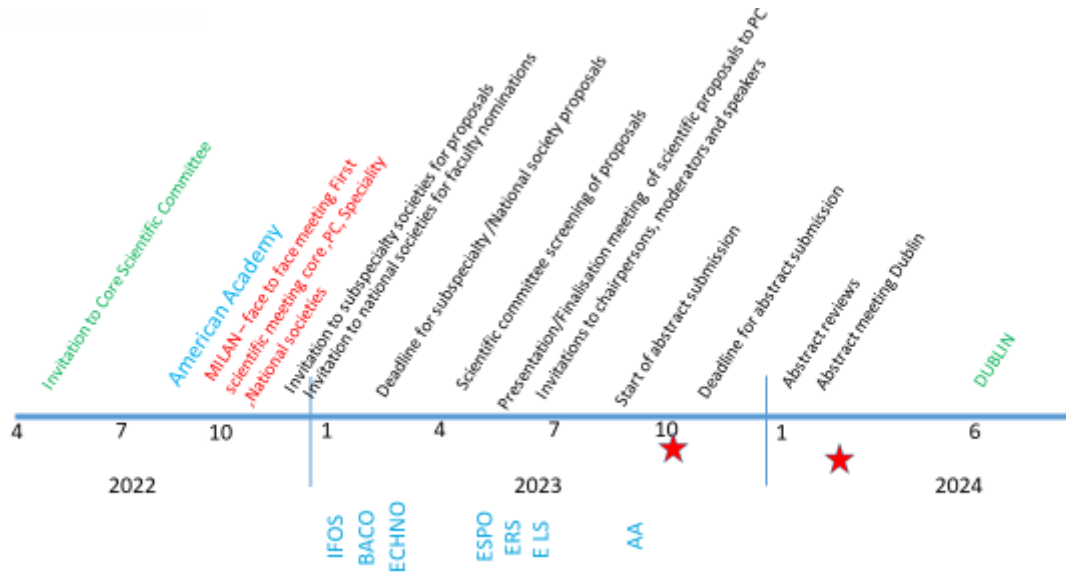 Invitation to Core Scientific Committee
American Academy
MILAN – face to face meeting First
scientific meeting core ,PC, Speciality
,National societies
Invitation to subspecialty societies for proposals
Invitation to national societies for faculty nominations
Deadline for subspecialty /National society proposals
Scientific committee screening of proposals
Presentation/Finalisation meeting of scientific proposals to PC
Invitations to chairpersons, moderators and speakers
Start of abstract submission
Deadline for abstract submission
Abstract reviews
Abstract meeting Dublin
DUBLIN
4 7 10 1 4 7 10 1 6
2022 2023 2024
IFOS
BACO
ECHNO
ESPO
ERS
E LS
AA